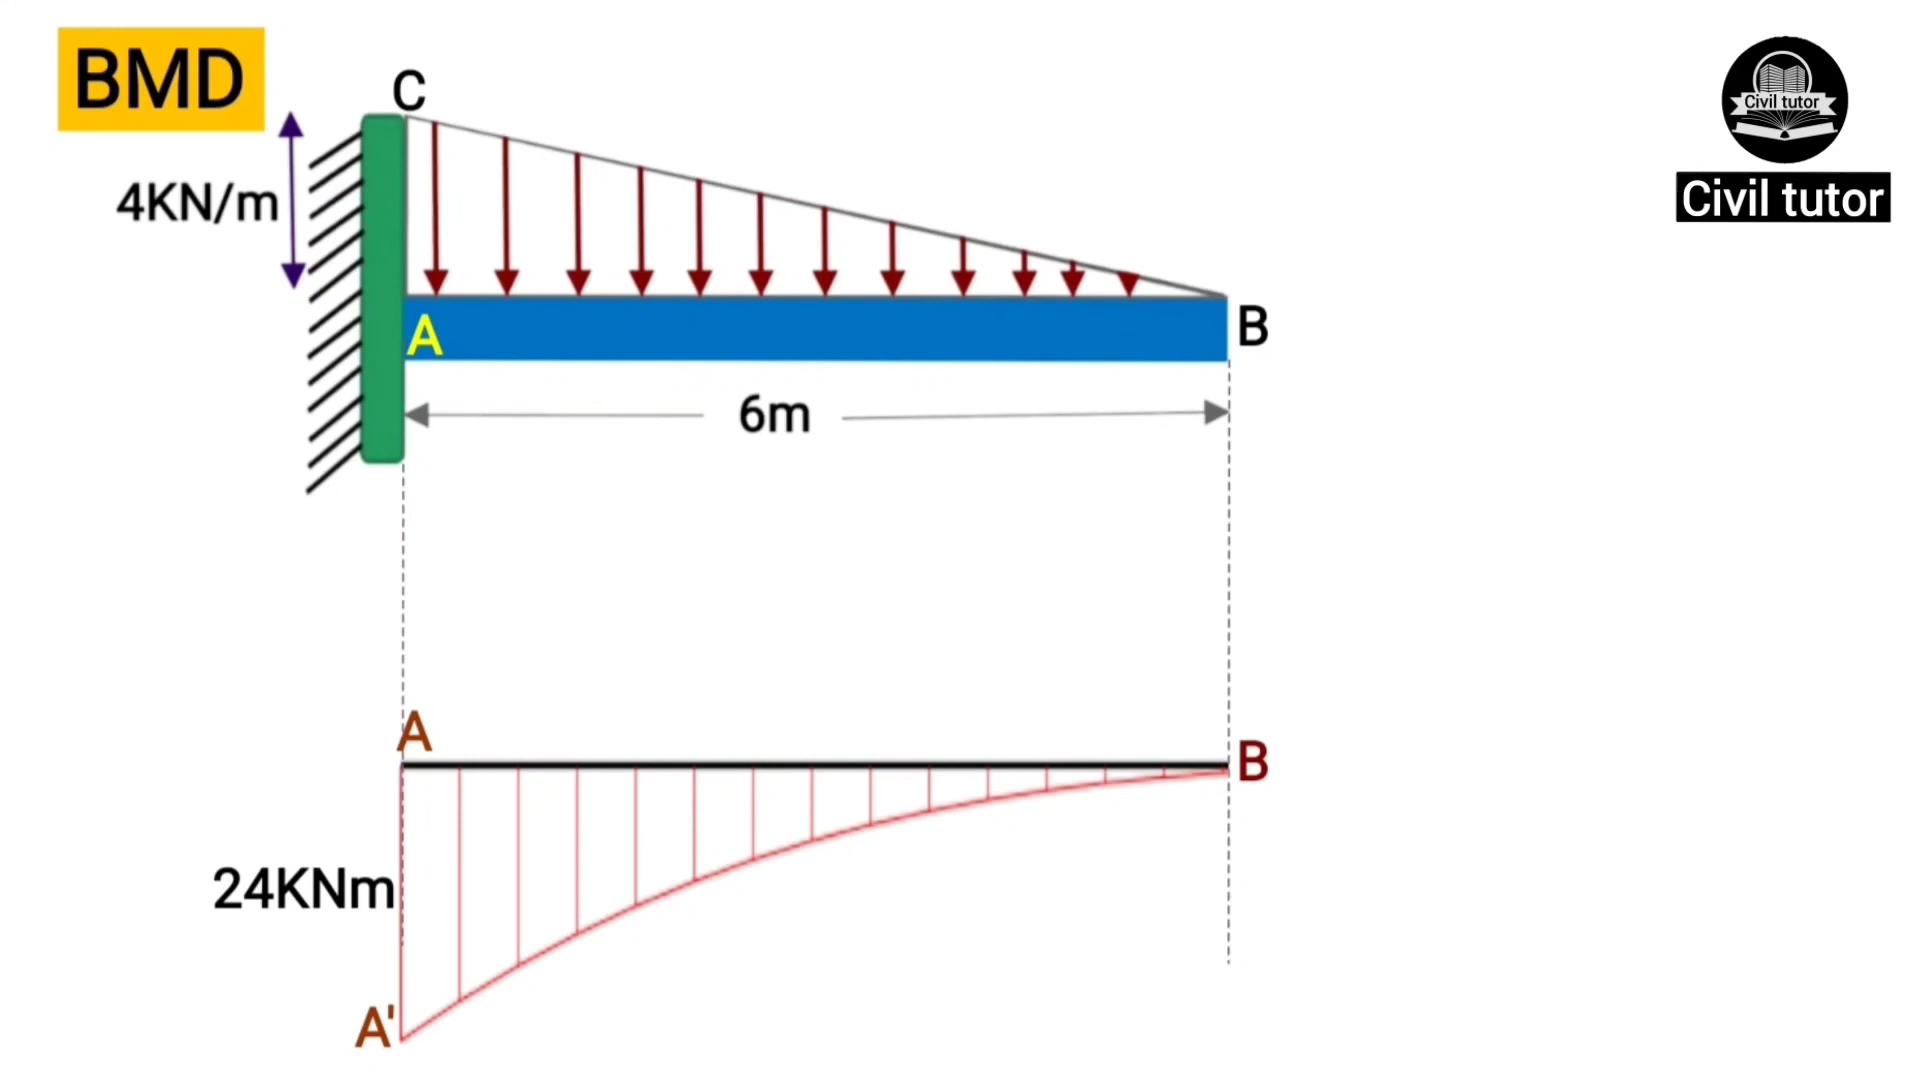 BMD
C
Civil tutor
4KN/m
Civil tutor
A
B
6m
A
B
24KNm
A'